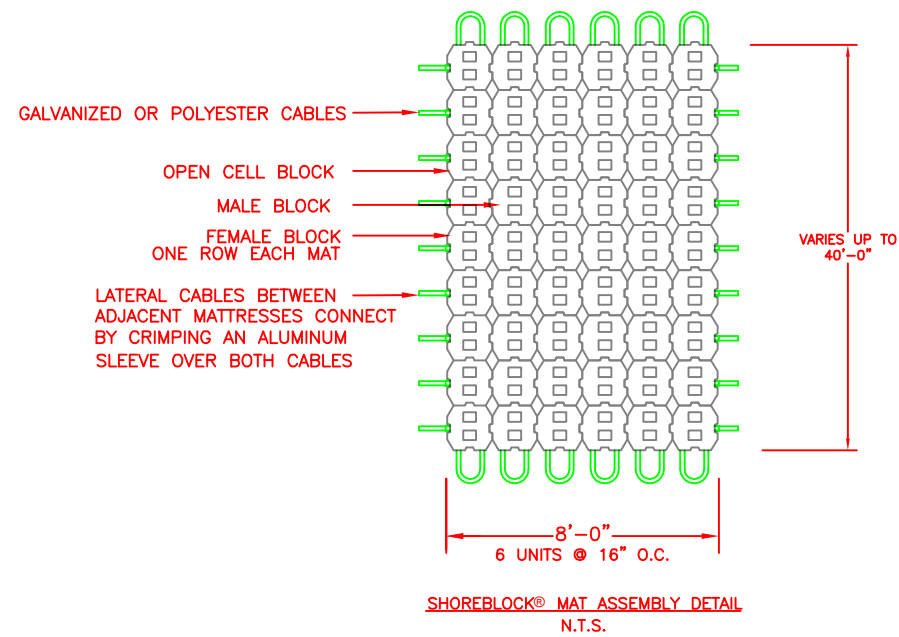 GALVANIZED OR POLYESTER CABLES
OPEN CELL BLOCK
MALE BLOCK
FEMALE BLOCK
ONE ROW EACH MAT
LATERAL CABLES BETWEEN
ADJACENT MATTRESSES CONNECT
BY CRIMPING AN ALUMINUM
SLEEVE OVER BOTH CABLES
VARIES UP TO
40'-0"
8'-0"
6 UNITS @ 16" O.C.
SHOREBLOCK® MAT ASSEMBLY DETAIL
N.T.S.